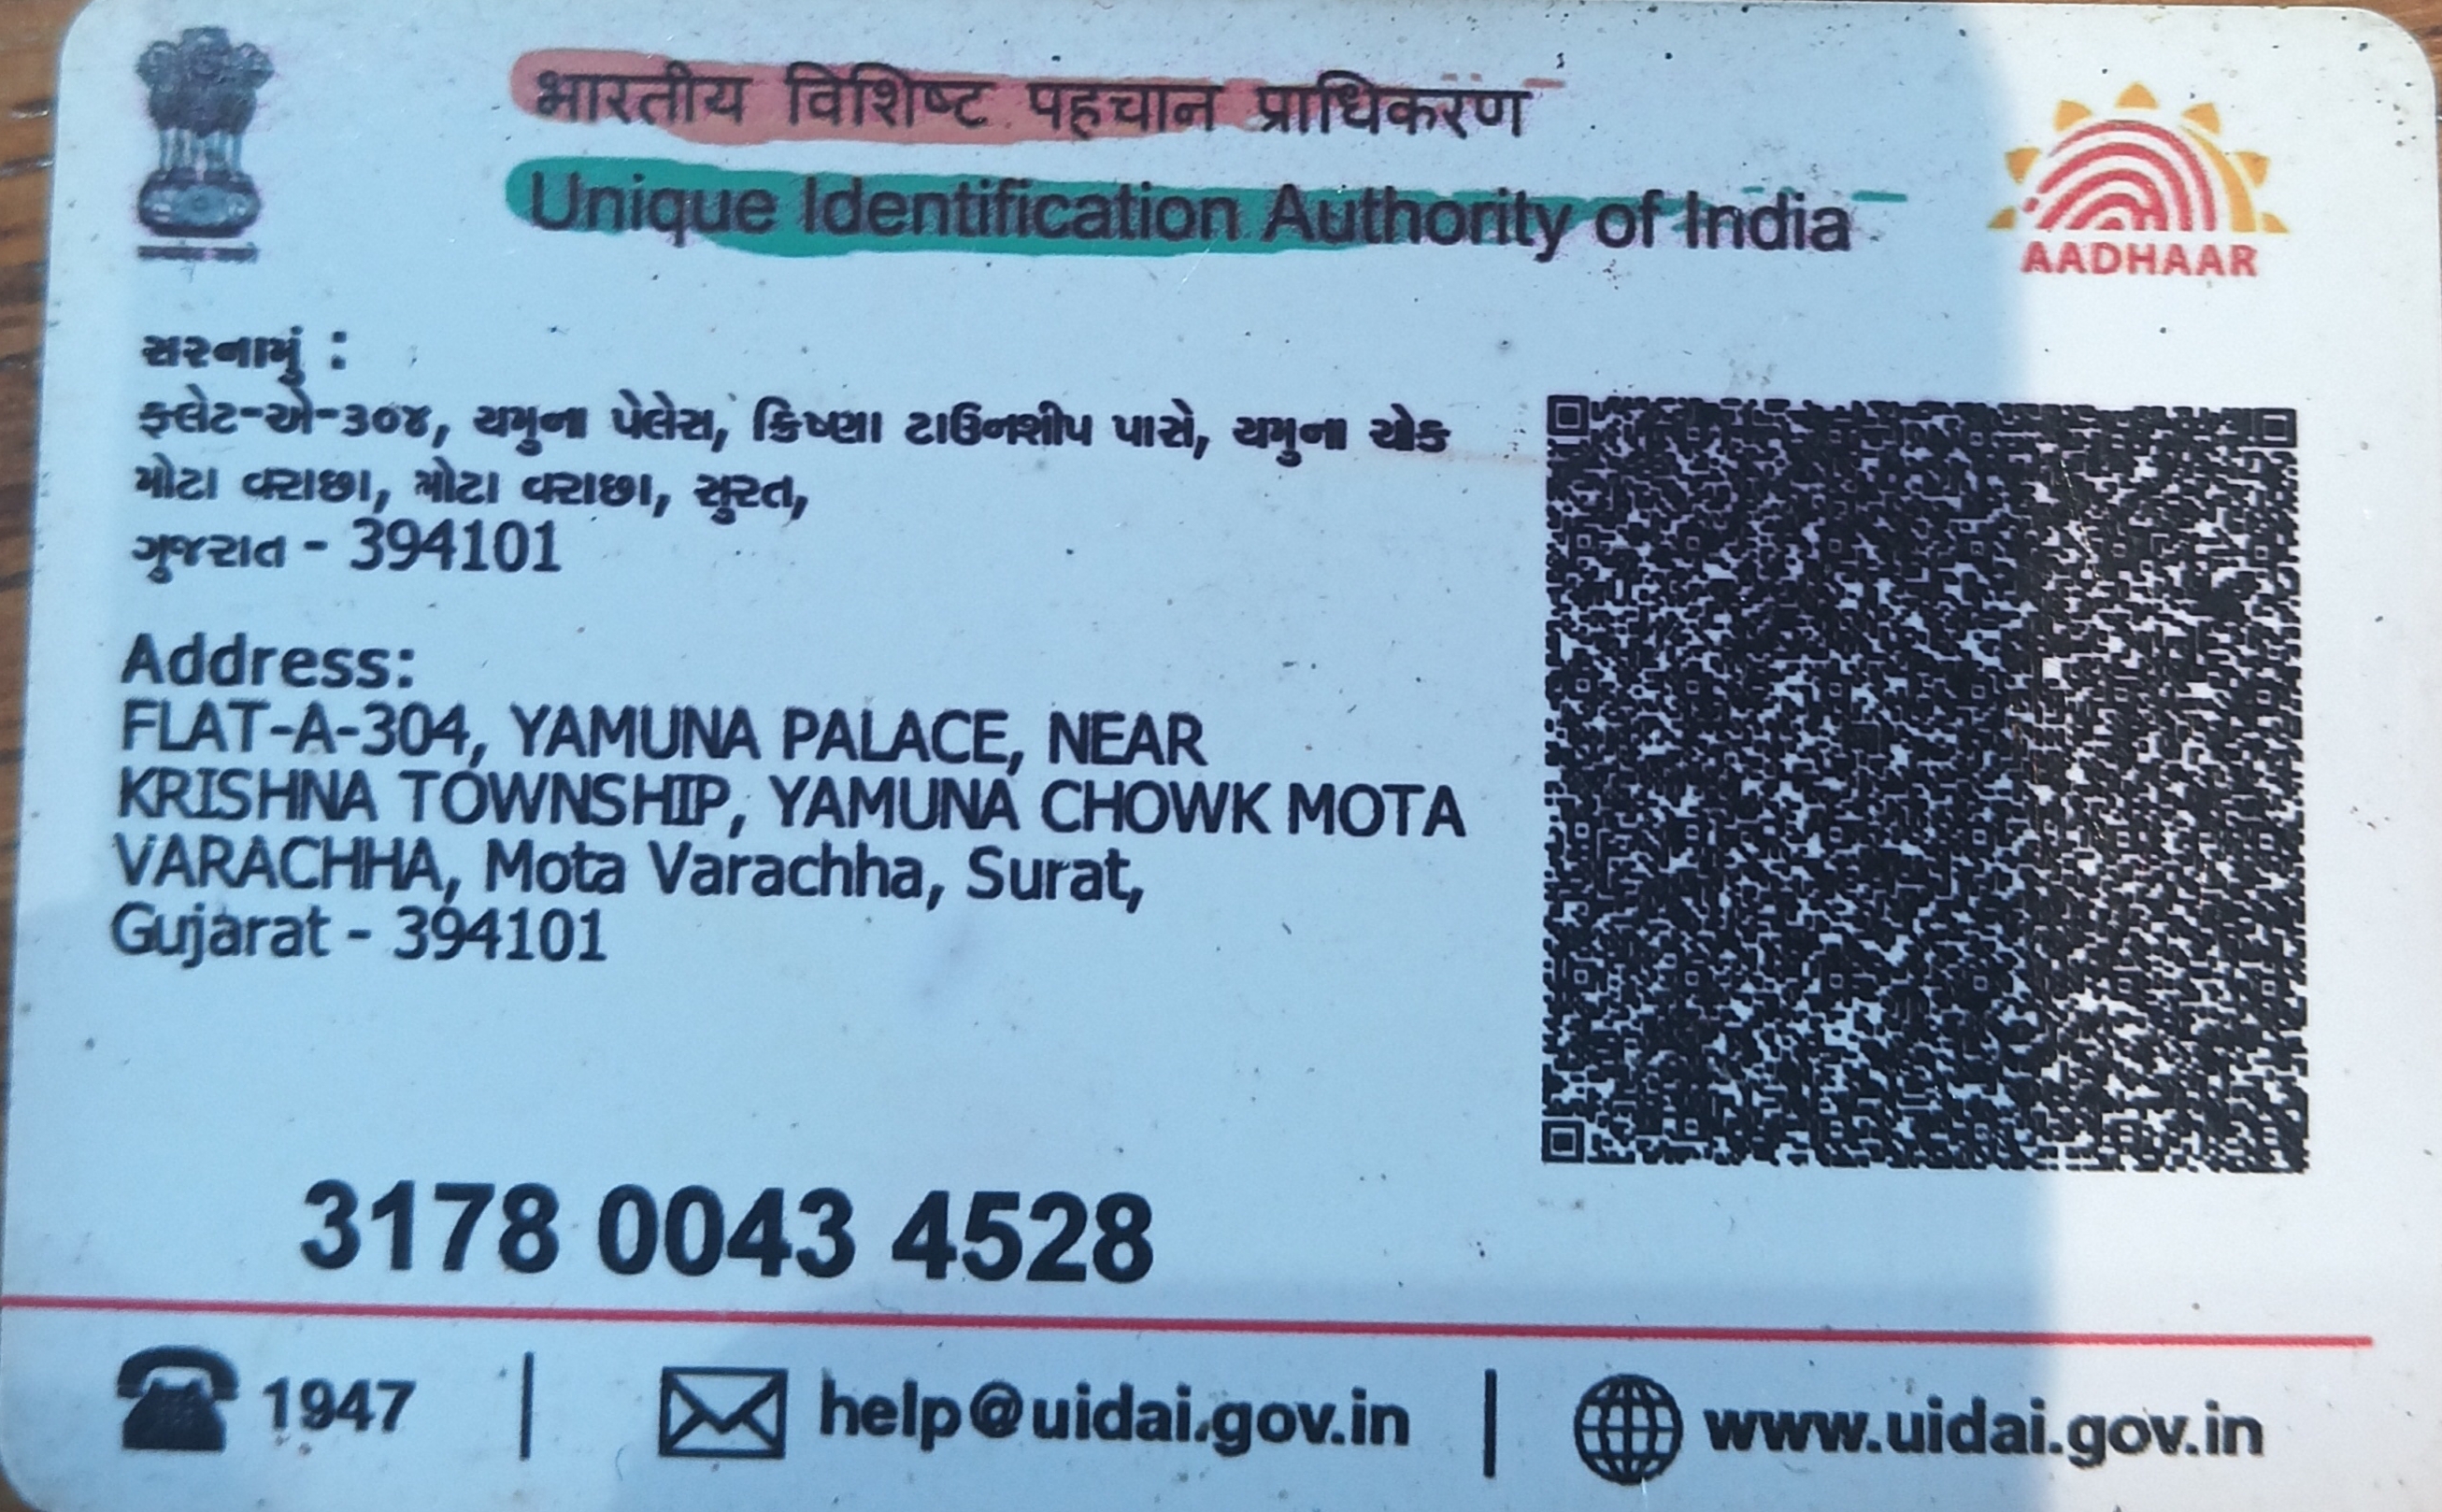 भारतीय विशिष्ट पहचान प्राधिकरण
Unique Identification Authority of India
AADHAAR
સરનામું :
ફ્લેટ-એ-૩૦૪, યમુના પેલેસ, ક્રિષ્ણા ટાઉનશીપ પાસે, યમુના ચોક
મોટા વરાછા, મોટા વરાછા, સુરત,
ગુજરાત - 394101
Address:
FLAT-A-304, YAMUNA PALACE, NEAR
KRISHNA TOWNSHIP, YAMUNA CHOWK MOTA
VARACHHA, Mota Varachha, Surat,
Gujarat - 394101
3178 0043 4528
1947 | help@uidai.gov.in | www.uidai.gov.in